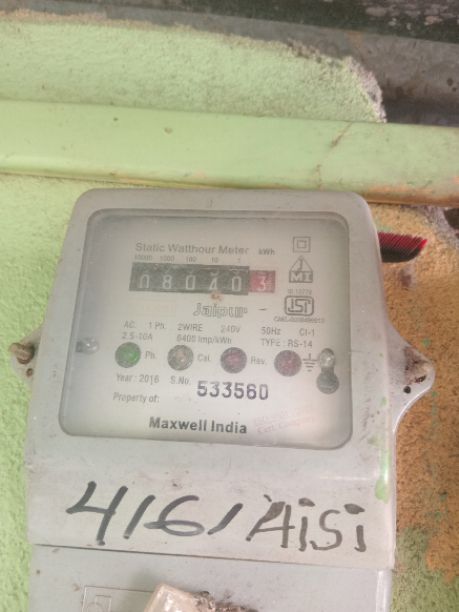 Static Watthour Meter kWh
10000 1000 100 10 1
08040 3
Jaipur
AC. 1 Ph. 2WIRE 240V 50Hz Cl-1
2.5-10A 6400 Imp/kWh TYPE: RS-14
Ph. Cal. Rev.
Year: 2016 S.No. 533560
Property of:
Maxwell India
4161 AiSi